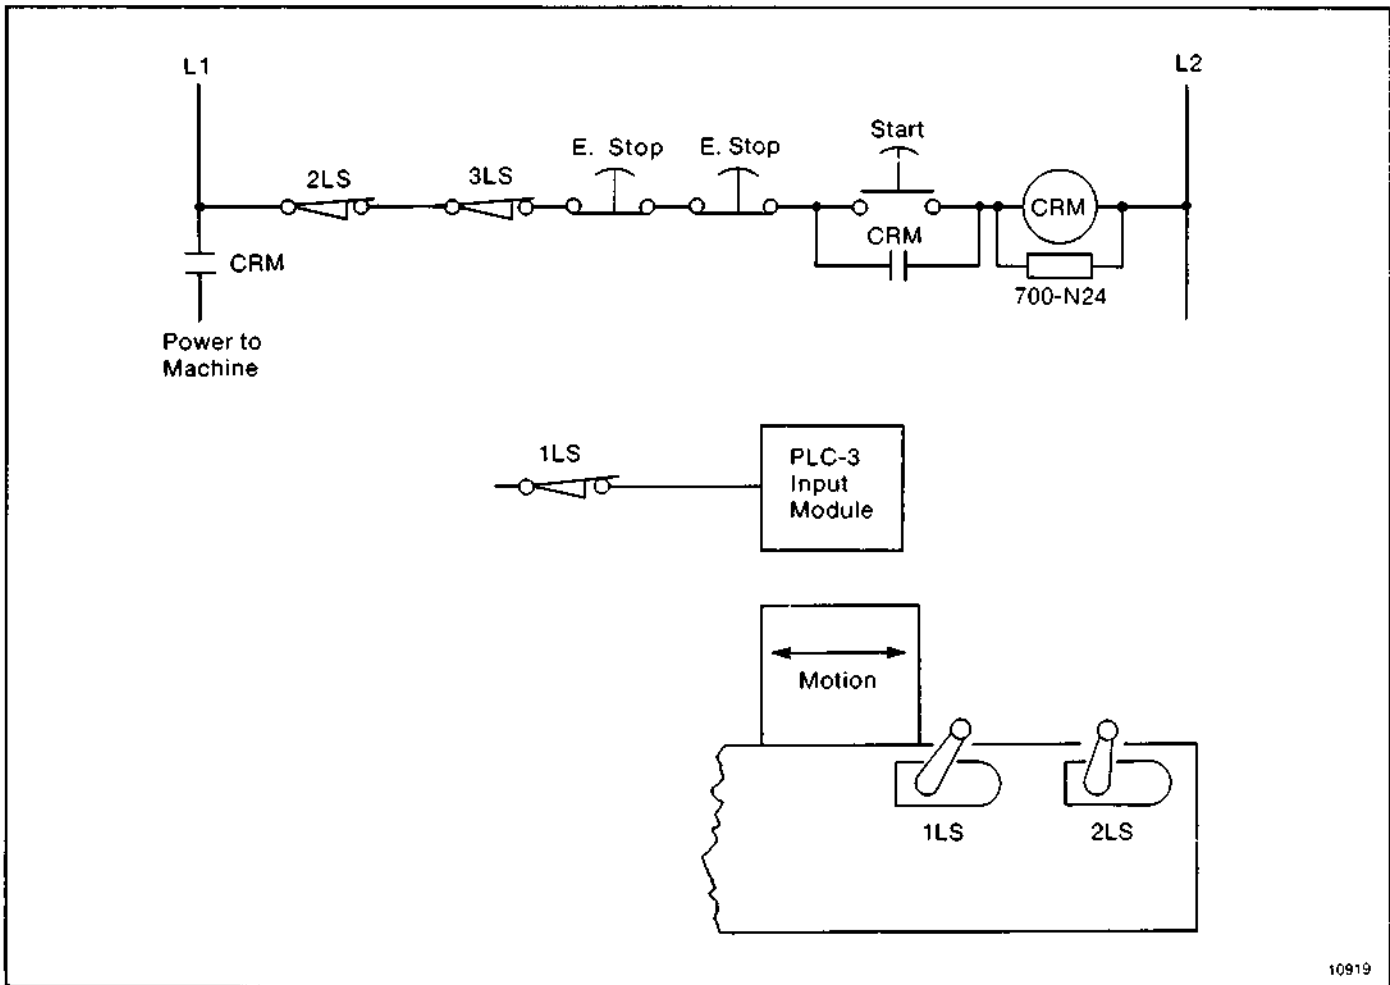 L1
L2
Start
E. Stop
E. Stop
2LS
3LS
CRM
CRM
CRM
700-N24
Power to
Machine
1LS
PLC-3
Input
Module
Motion
1LS
2LS
10919